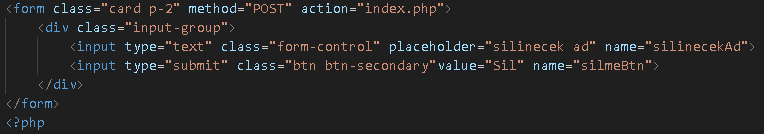 <form class="card p-2" method="POST" action="index.php">
<div class="input-group">
<input type="text" class="form-control" placeholder="silinecek ad" name="silinecekAd">
<input type="submit" class="btn btn-secondary"value="Sil" name="silmeBtn">
</div>
</form>
<?php